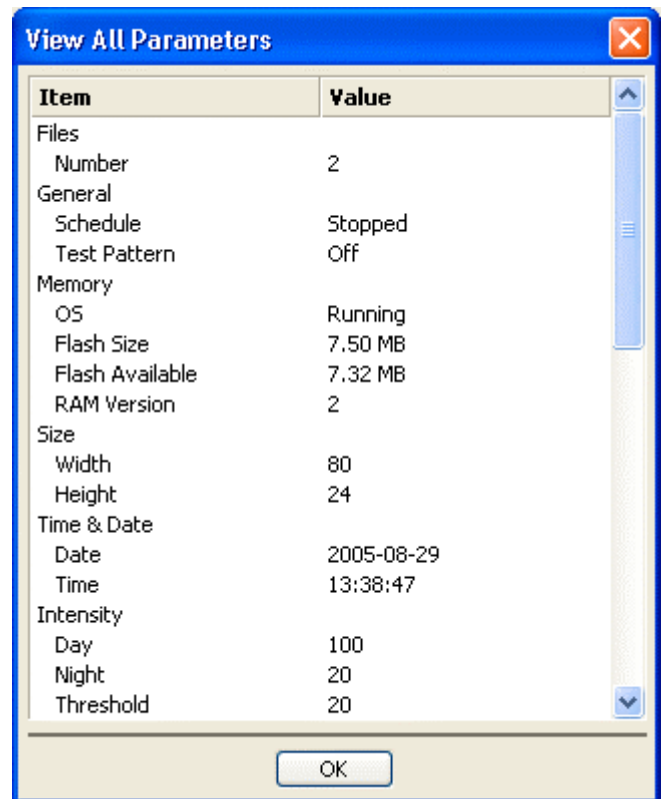 View All Parameters
Item Value
Files
Number 2
General
Schedule Stopped
Test Pattern Off
Memory
OS Running
Flash Size 7.50 MB
Flash Available 7.32 MB
RAM Version 2
Size
Width 80
Height 24
Time & Date
Date 2005-08-29
Time 13:38:47
Intensity
Day 100
Night 20
Threshold 20
OK